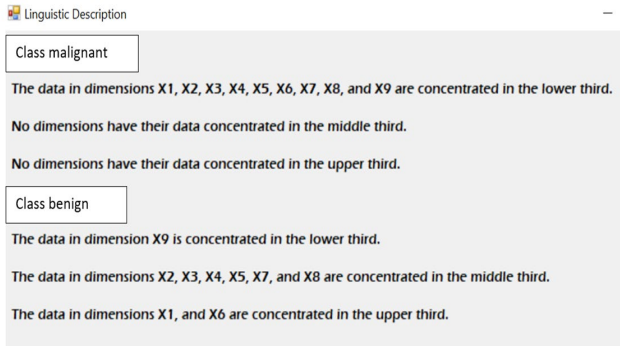 Linguistic Description
Class malignant
The data in dimensions X1, X2, X3, X4, X5, X6, X7, X8, and X9 are concentrated in the lower third.
No dimensions have their data concentrated in the middle third.
No dimensions have their data concentrated in the upper third.
Class benign
The data in dimension X9 is concentrated in the lower third.
The data in dimensions X2, X3, X4, X5, X7, and X8 are concentrated in the middle third.
The data in dimensions X1, and X6 are concentrated in the upper third.